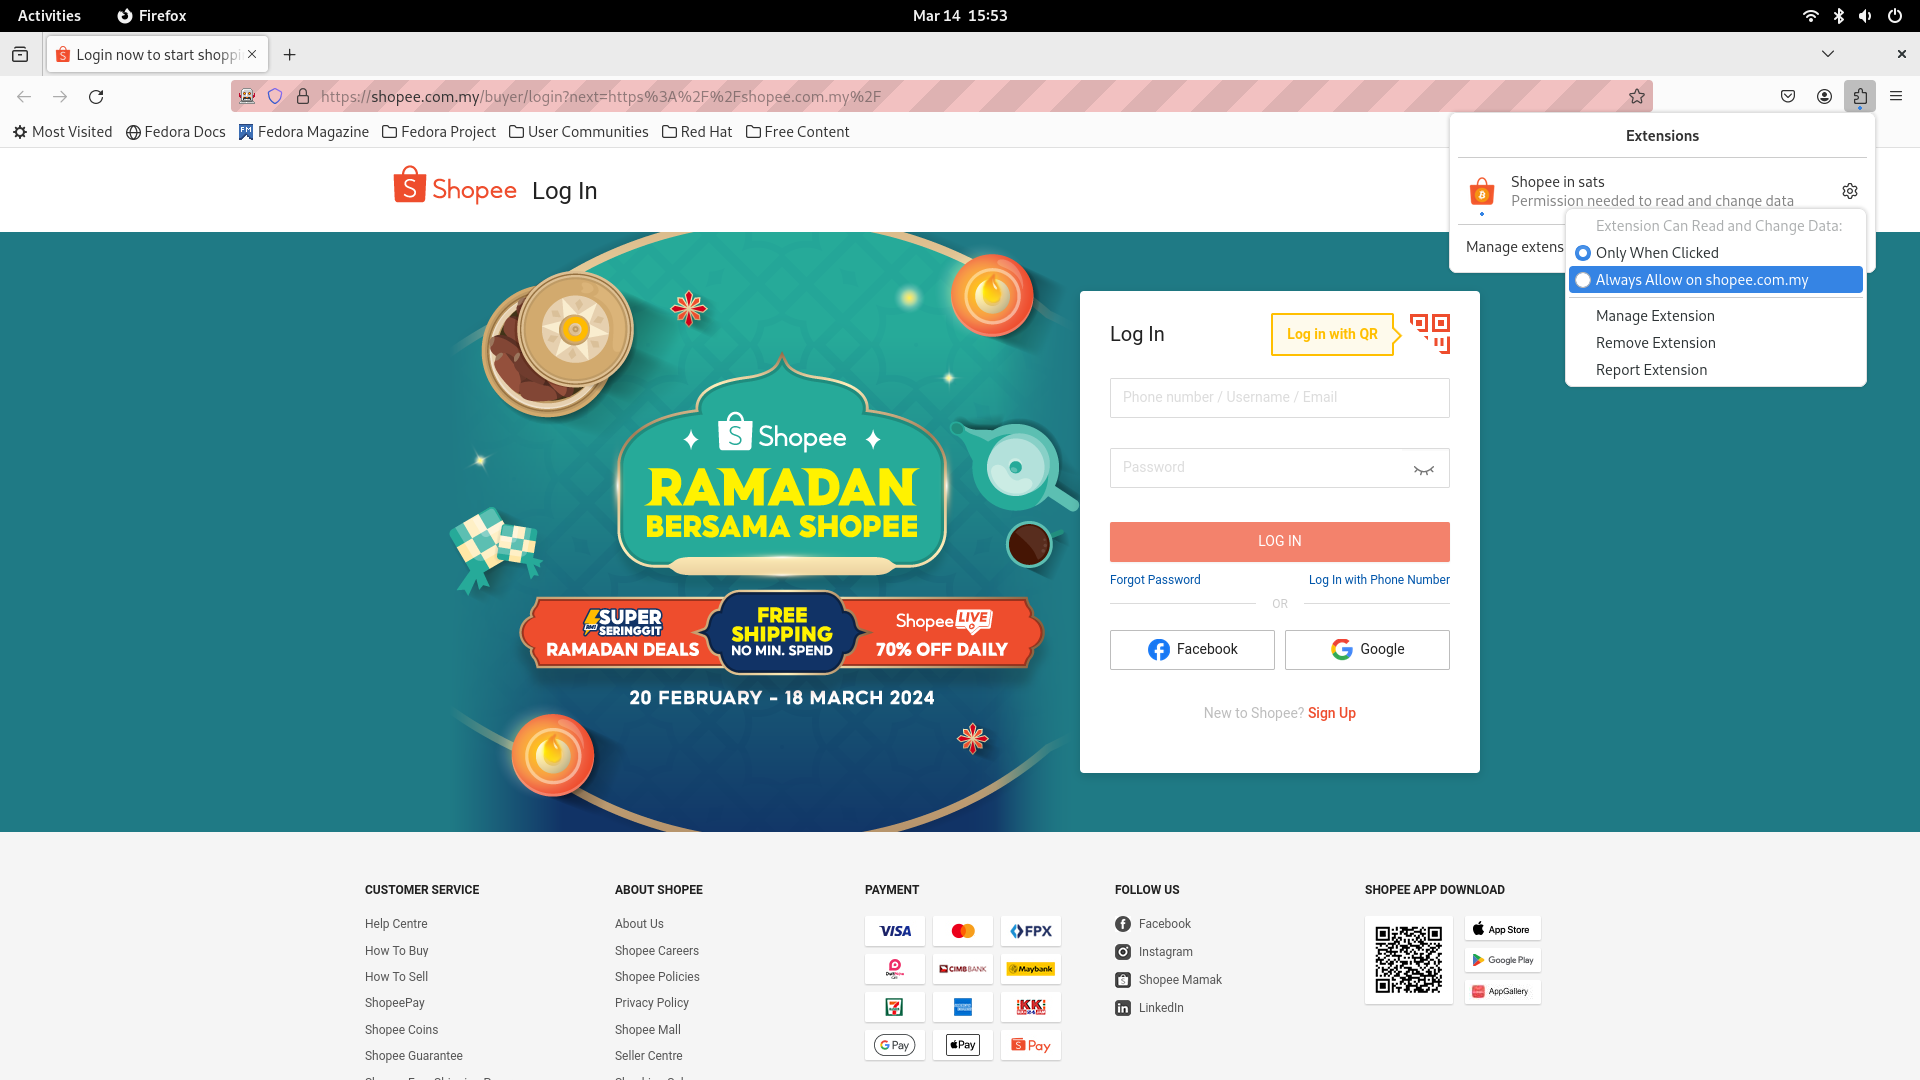 Activities
Firefox
Mar 14 15:53
Login now to start shoppi
https://shopee.com.my/buyer/login?next=https%3A%2F%2Fshopee.com.my%2F
Most Visited
Fedora Docs
Fedora Magazine
Fedora Project
User Communities
Red Hat
Free Content
Extensions
Shopee in sats
Permission needed to read and change data
Manage extens
Extension Can Read and Change Data:
Only When Clicked
Always Allow on shopee.com.my
Manage Extension
Remove Extension
Report Extension
Shopee
Log In
Shopee
RAMADAN
BERSAMA SHOPEE
SUPER
SERINGGIT
RAMADAN DEALS
FREE
SHIPPING
NO MIN. SPEND
Shopee LIVE
70% OFF DAILY
20 FEBRUARY - 18 MARCH 2024
Log In
Log in with QR
Phone number / Username / Email
Password
LOG IN
Forgot Password
Log In with Phone Number
OR
Facebook
Google
New to Shopee? Sign Up
CUSTOMER SERVICE
Help Centre
How To Buy
How To Sell
ShopeePay
Shopee Coins
Shopee Guarantee
ABOUT SHOPEE
About Us
Shopee Careers
Shopee Policies
Privacy Policy
Shopee Mall
Seller Centre
PAYMENT
VISA
FPX
CIMB BANK
Maybank
G Pay
Pay
Pay
FOLLOW US
Facebook
Instagram
Shopee Mamak
LinkedIn
SHOPEE APP DOWNLOAD
App Store
Google Play
AppGallery